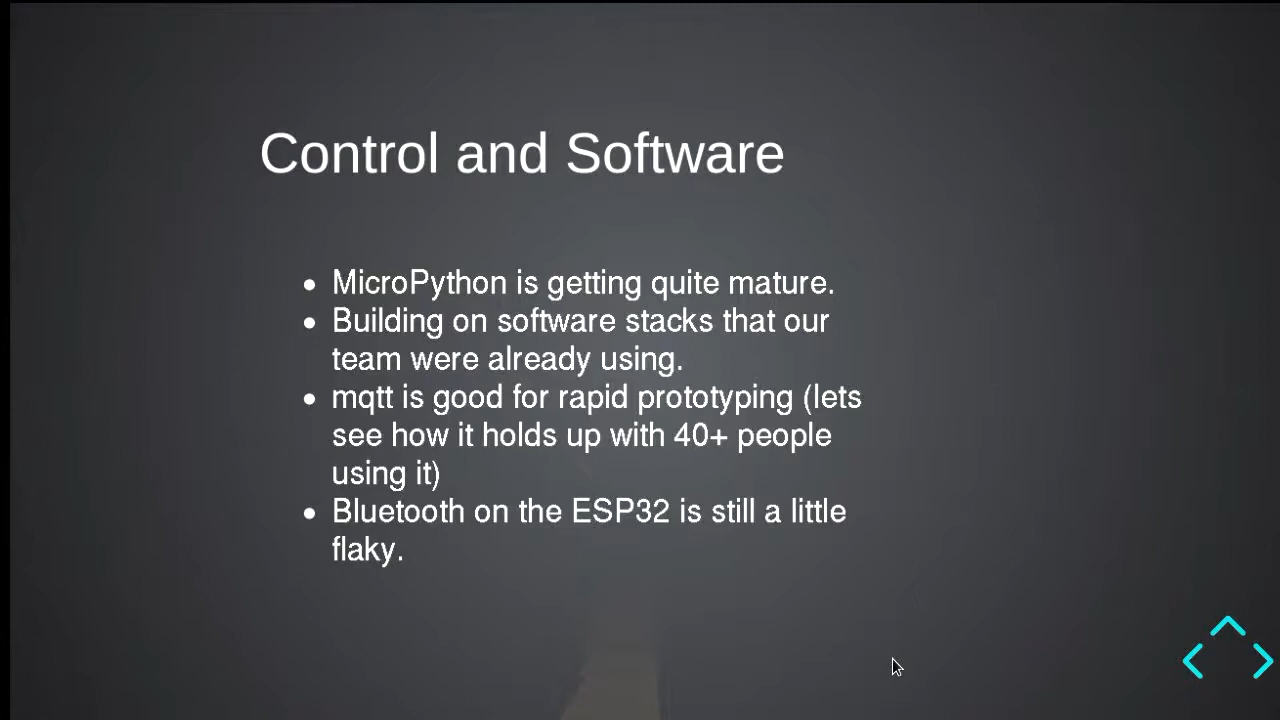 Control and Software
MicroPython is getting quite mature.
Building on software stacks that our
team were already using.
mqtt is good for rapid prototyping (lets
see how it holds up with 40+ people
using it)
Bluetooth on the ESP32 is still a little
flaky.